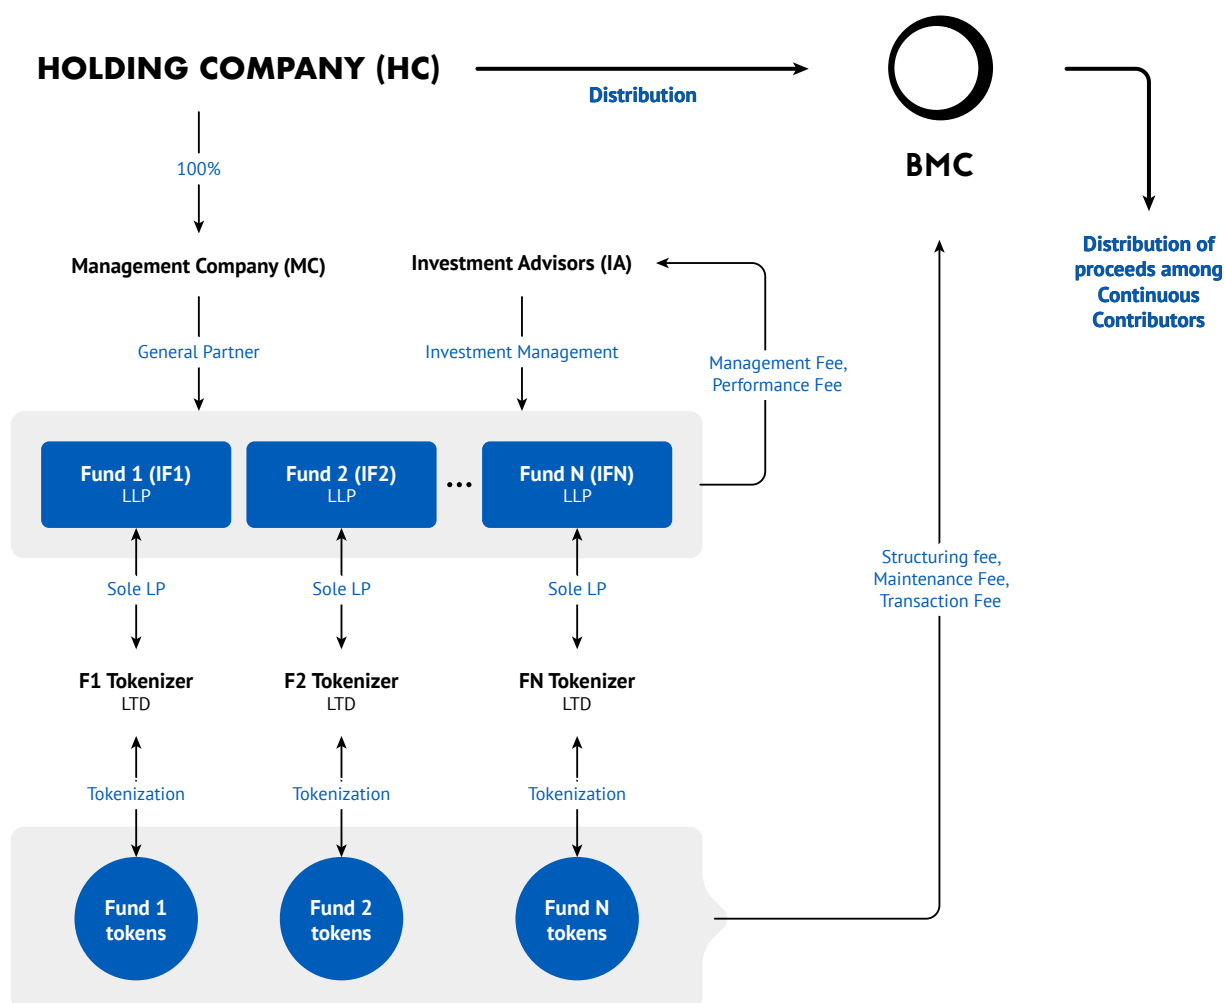 HOLDING COMPANY (HC)
Distribution
BMC
100%
Management Company (MC)
Investment Advisors (IA)
Distribution of
proceeds among
Continuous
Contributors
General Partner
Investment Management
Management Fee,
Performance Fee
Fund 1 (IF1)
LLP
Fund 2 (IF2)
LLP
...
Fund N (IFN)
LLP
Structuring fee,
Maintenance Fee,
Transaction Fee
Sole LP
Sole LP
Sole LP
F1 Tokenizer
LTD
F2 Tokenizer
LTD
FN Tokenizer
LTD
Tokenization
Tokenization
Tokenization
Fund 1
tokens
Fund 2
tokens
Fund N
tokens